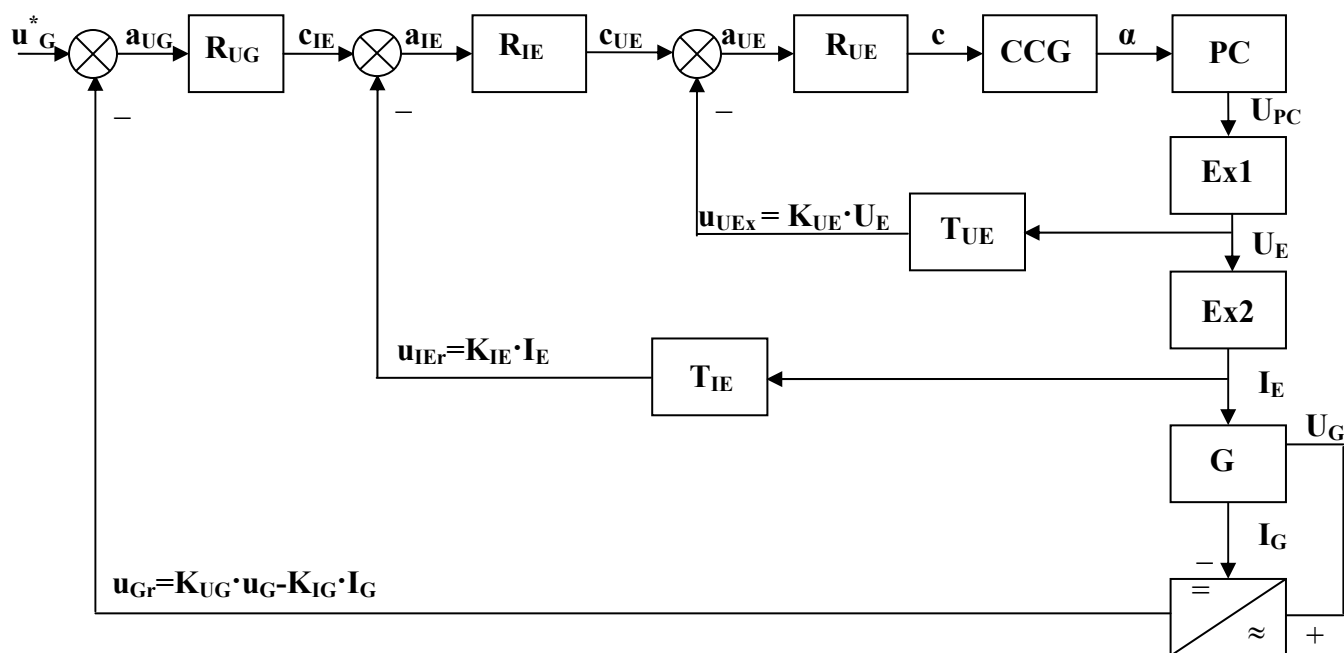 u*G aUG RUG cIE aIE RIE cUE aUE RUE c CCG α PC
− − −
UPC
Ex1
uUEx = KUE·UE TUE
UE
Ex2
uIEr=KIE·IE TIE
IE
UG
G
IG
uGr=KUG·uG-KIG·IG
−
=
≈ +